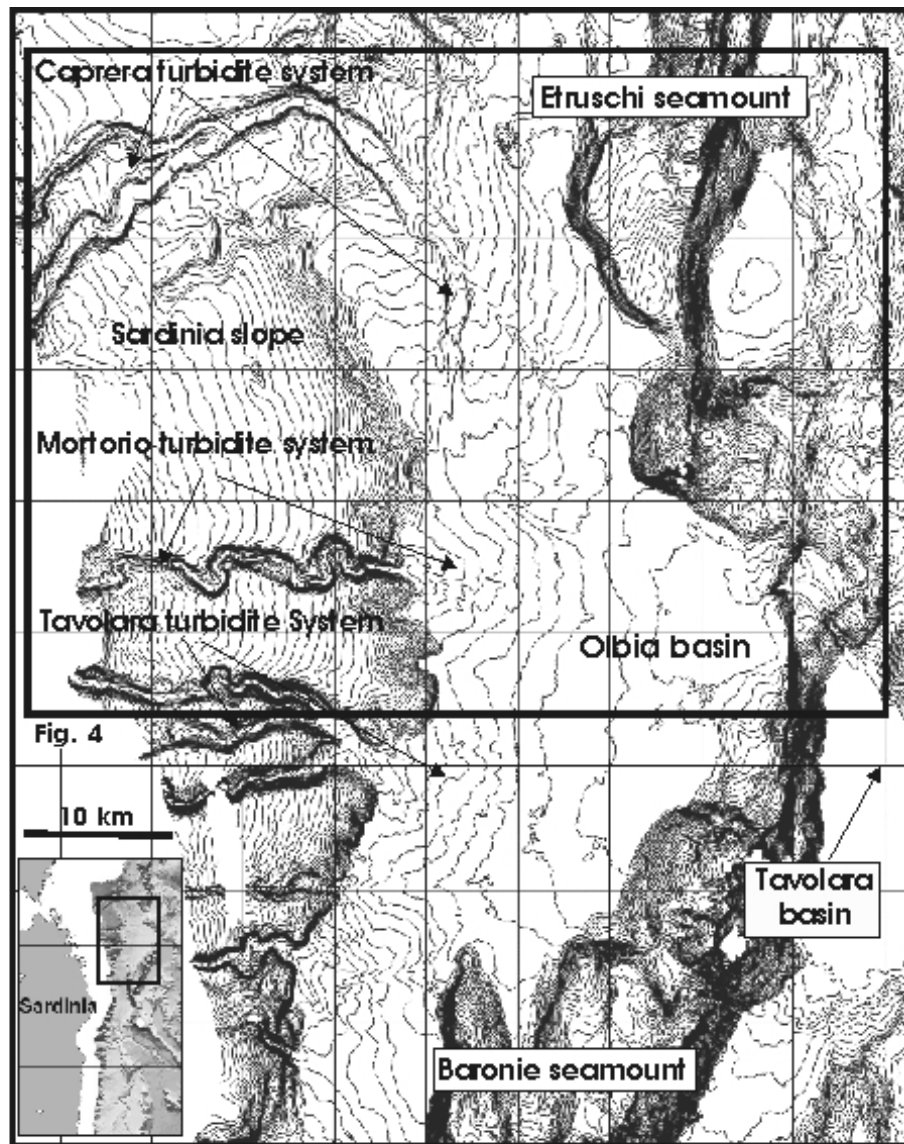 Caprera turbidite system
Etruschi seamount
Sardinia slope
Mortorio turbidite system
Tavolara turbidite System
Olbia basin
Fig. 4
10 km
Tavolara
basin
Sardinia
Baronie seamount